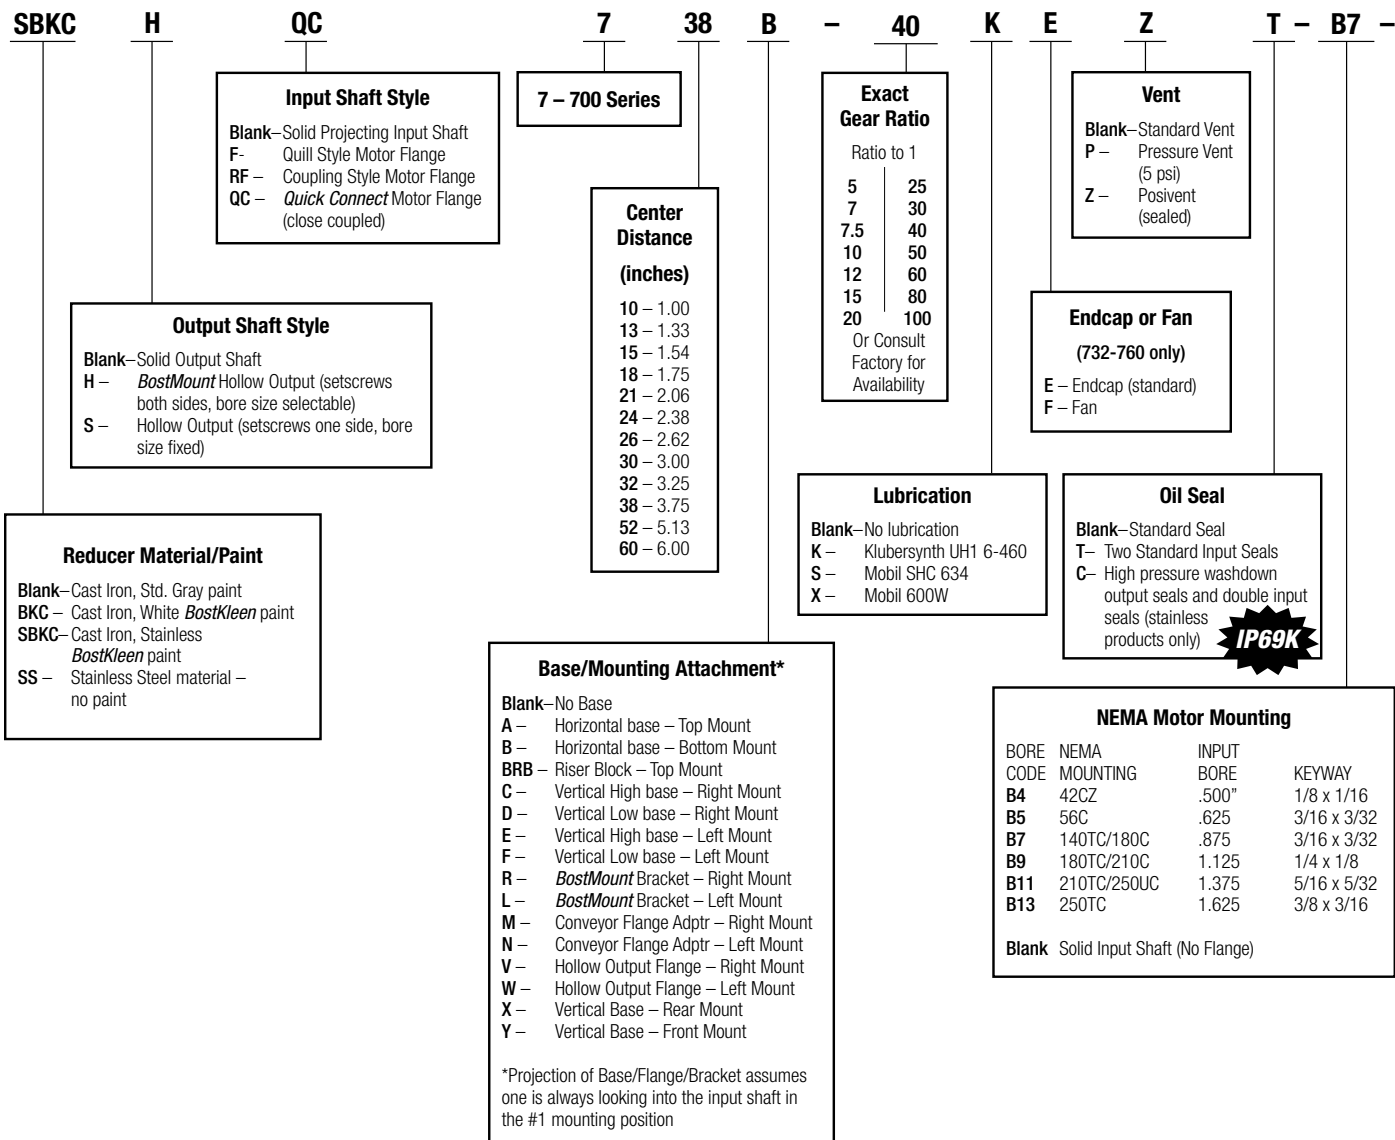 SBKC H QC 7 38 B – 40 K E Z T – B7 –
Input Shaft Style
Blank–Solid Projecting Input Shaft
F- Quill Style Motor Flange
RF – Coupling Style Motor Flange
QC – Quick Connect Motor Flange
(close coupled)
7 – 700 Series
Exact
Gear Ratio
Ratio to 1
5 25
7 30
7.5 40
10 50
12 60
15 80
20 100
Or Consult
Factory for
Availability
Vent
Blank–Standard Vent
P – Pressure Vent
(5 psi)
Z – Posivent
(sealed)
Center
Distance
(inches)
10 – 1.00
13 – 1.33
15 – 1.54
18 – 1.75
21 – 2.06
24 – 2.38
26 – 2.62
30 – 3.00
32 – 3.25
38 – 3.75
52 – 5.13
60 – 6.00
Output Shaft Style
Blank–Solid Output Shaft
H – BostMount Hollow Output (setscrews
both sides, bore size selectable)
S – Hollow Output (setscrews one side, bore
size fixed)
Endcap or Fan
(732-760 only)
E – Endcap (standard)
F – Fan
Lubrication
Blank–No lubrication
K – Klubersynth UH1 6-460
S – Mobil SHC 634
X – Mobil 600W
Oil Seal
Blank–Standard Seal
T– Two Standard Input Seals
C– High pressure washdown
output seals and double input
seals (stainless
products only)
IP69K
Reducer Material/Paint
Blank–Cast Iron, Std. Gray paint
BKC – Cast Iron, White BostKleen paint
SBKC–Cast Iron, Stainless
BostKleen paint
SS – Stainless Steel material –
no paint
Base/Mounting Attachment*
Blank–No Base
A – Horizontal base – Top Mount
B – Horizontal base – Bottom Mount
BRB – Riser Block – Top Mount
C – Vertical High base – Right Mount
D – Vertical Low base – Right Mount
E – Vertical High base – Left Mount
F – Vertical Low base – Left Mount
R – BostMount Bracket – Right Mount
L – BostMount Bracket – Left Mount
M – Conveyor Flange Adptr – Right Mount
N – Conveyor Flange Adptr – Left Mount
V – Hollow Output Flange – Right Mount
W – Hollow Output Flange – Left Mount
X – Vertical Base – Rear Mount
Y – Vertical Base – Front Mount
*Projection of Base/Flange/Bracket assumes
one is always looking into the input shaft in
the #1 mounting position
NEMA Motor Mounting
BORE NEMA INPUT
CODE MOUNTING BORE KEYWAY
B4 42CZ .500” 1/8 x 1/16
B5 56C .625 3/16 x 3/32
B7 140TC/180C .875 3/16 x 3/32
B9 180TC/210C 1.125 1/4 x 1/8
B11 210TC/250UC 1.375 5/16 x 5/32
B13 250TC 1.625 3/8 x 3/16
Blank Solid Input Shaft (No Flange)